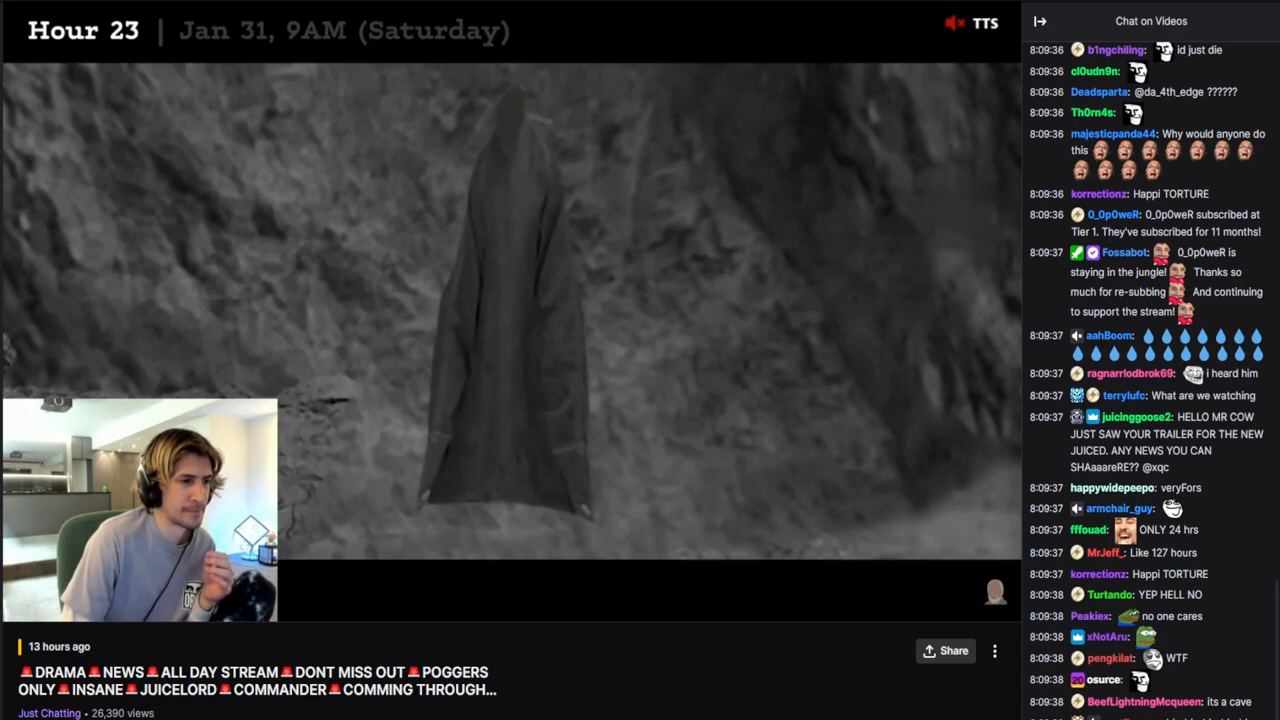 Hour 23 | Jan 31, 9AM (Saturday)
TTS
13 hours ago
Share
DRAMA NEWS ALL DAY STREAM DONT MISS OUT POGGERS
ONLY INSANE JUICELORD COMMANDER COMMING THROUGH...
Just Chatting • 26,390 views
Chat on Videos
8:09:36 b1ngchiling: id just die
8:09:36 cl0udn9n:
8:09:36 Deadsparta: @da_4th_edge ??????
8:09:36 Th0rn4s:
8:09:36 majesticpanda44: Why would anyone do
this
8:09:36 korrectionz: Happi TORTURE
8:09:36 0_0p0weR: 0_0p0weR subscribed at
Tier 1. They've subscribed for 11 months!
8:09:37 Fossabot: 0_0p0weR is
staying in the jungle! Thanks so
much for re-subbing And continuing
to support the stream!
8:09:37 aahBoom:
8:09:37 ragnarrlodbrok69: i heard him
8:09:37 terrylufc: What are we watching
8:09:37 juicinggoose2: HELLO MR COW
JUST SAW YOUR TRAILER FOR THE NEW
JUICED. ANY NEWS YOU CAN
SHAaareRE?? @xqc
8:09:37 happywidepeepo: veryFors
8:09:37 armchair_guy:
8:09:37 fffouad: ONLY 24 hrs
8:09:37 MrJeff_: Like 127 hours
8:09:37 korrectionz: Happi TORTURE
8:09:38 Turtando: YEP HELL NO
8:09:38 Peakiex: no one cares
8:09:38 xNotAru:
8:09:38 pengkilat: WTF
8:09:38 20 osurce:
8:09:38 BeefLightningMcqueen: its a cave